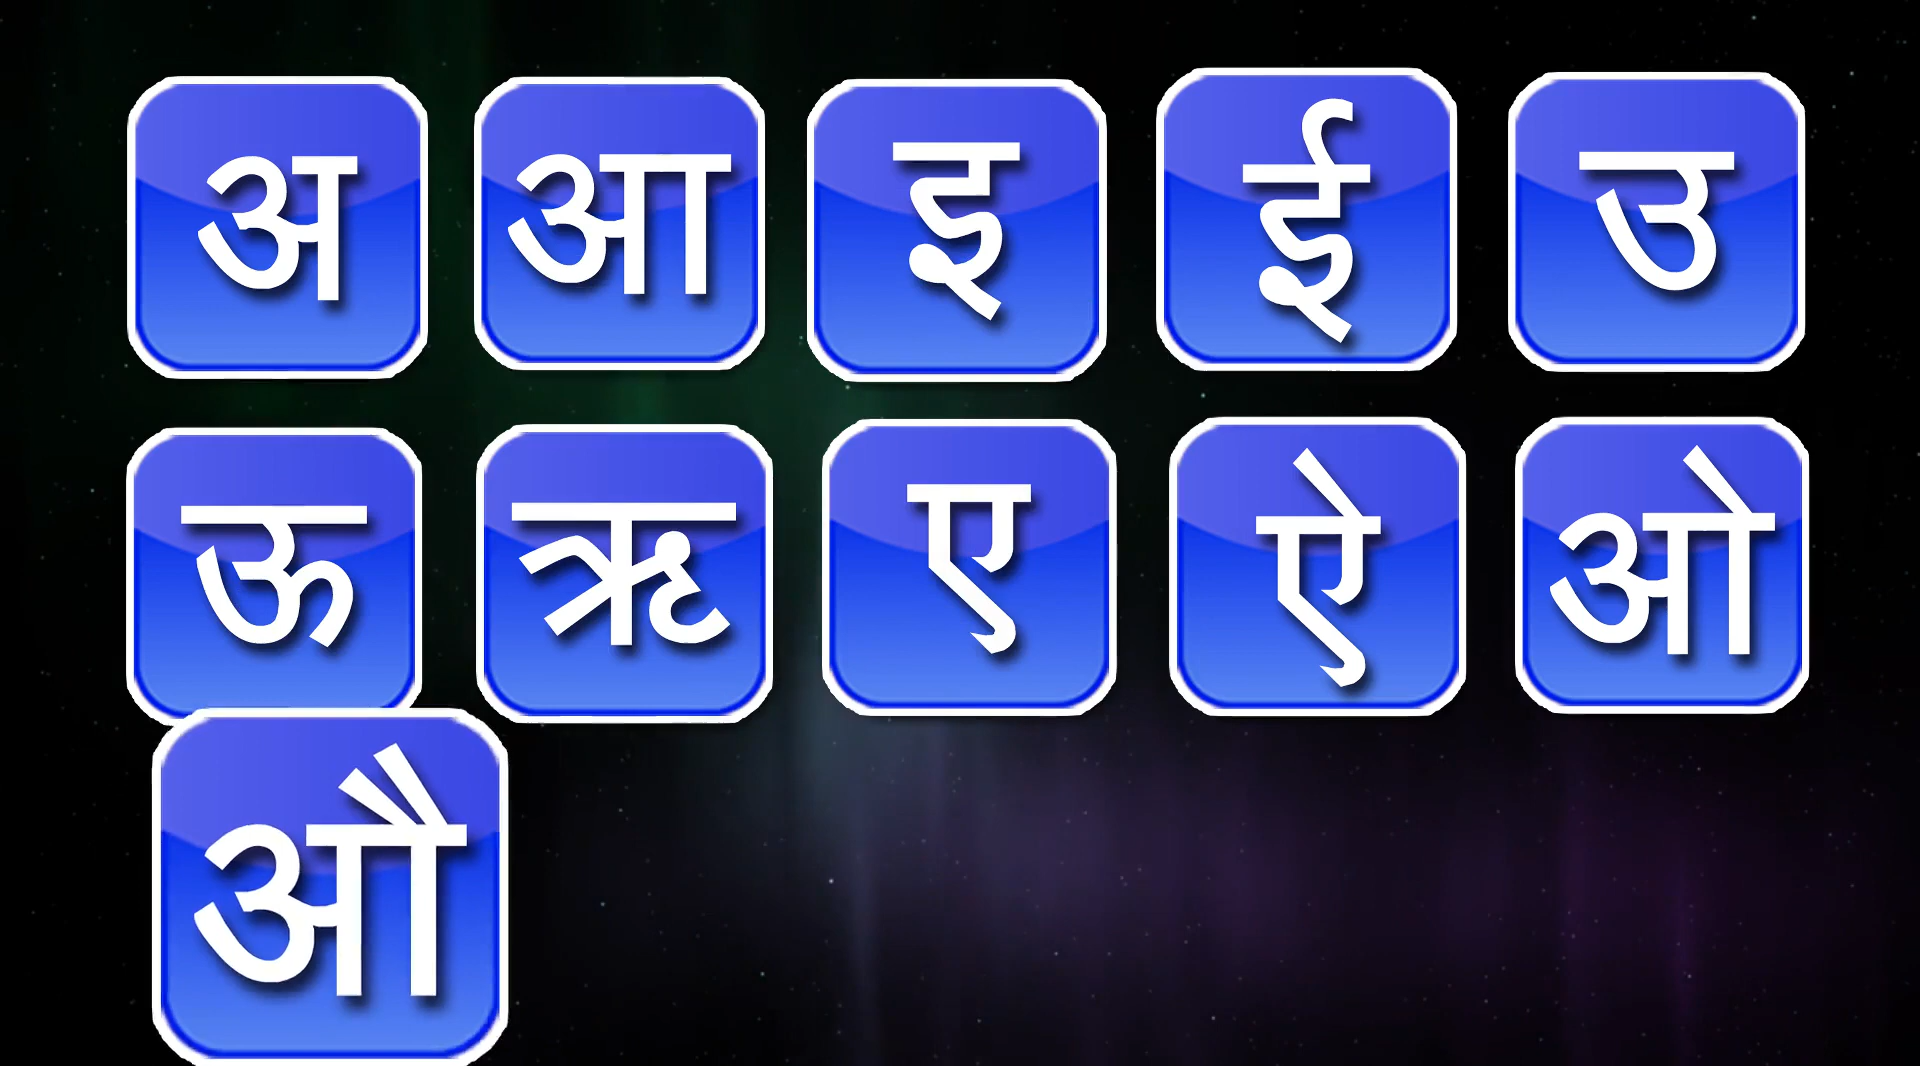 अ आ इ ई उ
ऊ ऋ ए ऐ ओ
औ